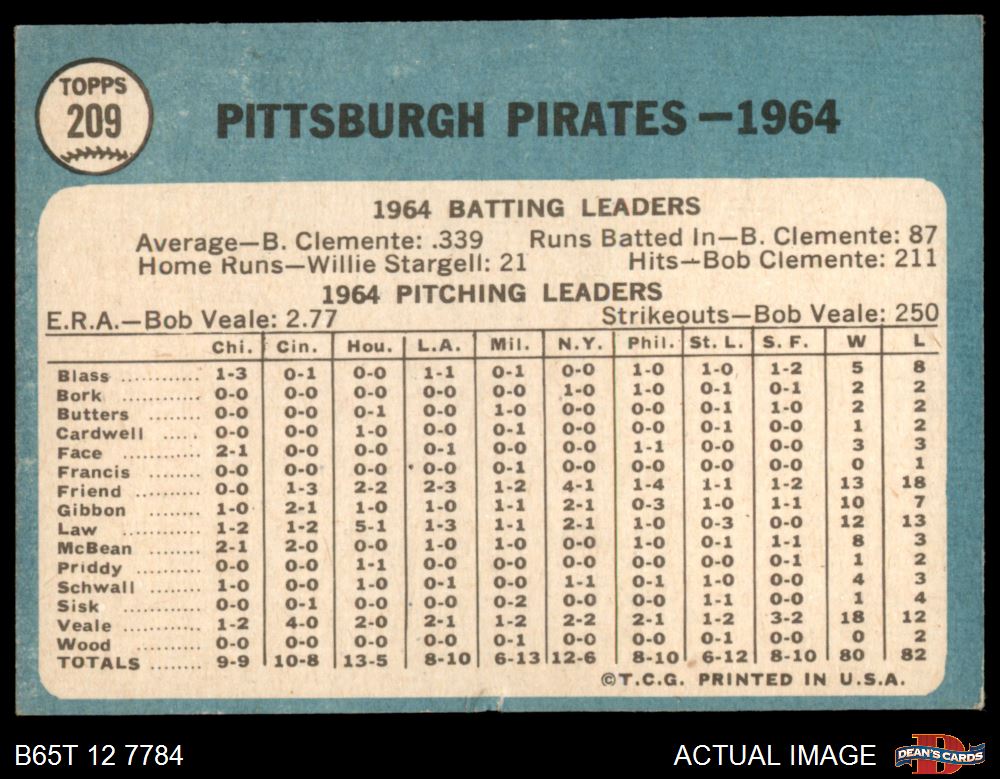 TOPPS
209
PITTSBURGH PIRATES—1964
1964 BATTING LEADERS
Average—B. Clemente: .339 Runs Batted In—B. Clemente: 87
Home Runs—Willie Stargell: 21 Hits—Bob Clemente: 211
1964 PITCHING LEADERS
E.R.A.—Bob Veale: 2.77 Strikeouts—Bob Veale: 250
Chi. Cin. Hou. L.A. Mil. N.Y. Phil. St. L. S. F. W L
Blass ............ 1-3 0-1 0-0 1-1 0-1 0-0 1-0 1-0 1-2 5 8
Bork ............ 0-0 0-0 0-0 0-0 0-0 1-0 1-0 0-1 0-1 2 2
Butters ......... 0-0 0-0 0-1 0-0 1-0 0-0 0-0 0-1 1-0 2 2
Cardwell ..... 0-0 0-0 1-0 0-0 0-1 0-0 0-0 0-1 0-0 1 2
Face ............ 2-1 0-0 0-0 0-1 0-0 0-0 1-1 0-0 0-0 3 3
Francis ......... 0-0 0-0 0-0 0-0 0-1 0-0 0-0 0-0 0-0 0 1
Friend .......... 0-0 1-3 2-2 2-3 1-2 4-1 1-4 1-1 1-2 13 18
Gibbon ......... 1-0 2-1 1-0 1-0 1-1 2-1 0-3 1-0 1-1 10 7
Law ............ 1-2 1-2 5-1 1-3 1-1 2-1 1-0 0-3 0-0 12 13
McBean ........ 2-1 2-0 0-0 1-0 1-0 0-0 1-0 0-1 1-1 8 3
Priddy ......... 0-0 0-0 1-1 0-0 0-0 0-0 0-0 0-0 0-1 1 2
Schwall ........ 1-0 0-0 1-0 0-1 0-0 1-1 0-1 1-0 0-0 4 3
Sisk ............ 0-0 0-1 0-0 0-0 0-2 0-0 0-0 1-1 0-0 1 4
Veale ........... 1-2 4-0 2-0 2-1 1-2 2-2 2-1 1-2 3-2 18 12
Wood ........... 0-0 0-0 0-0 0-0 0-1 0-0 0-0 0-1 0-0 0 2
TOTALS ........ 9-9 10-8 13-5 8-10 6-13 12-6 8-10 6-12 8-10 80 82
©T.C.G. PRINTED IN U.S.A.
B65T 12 7784 ACTUAL IMAGE
DEAN'S CARDS